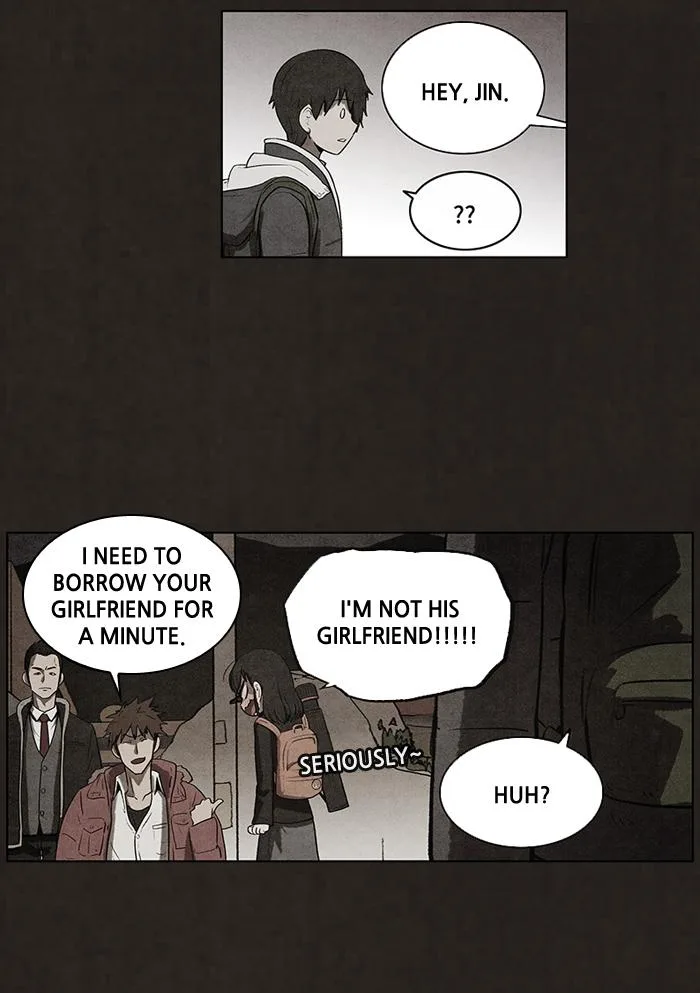 HEY, JIN.
??
I NEED TO
BORROW YOUR
GIRLFRIEND FOR
A MINUTE.
I'M NOT HIS
GIRLFRIEND!!!!!
SERIOUSLY~
HUH?